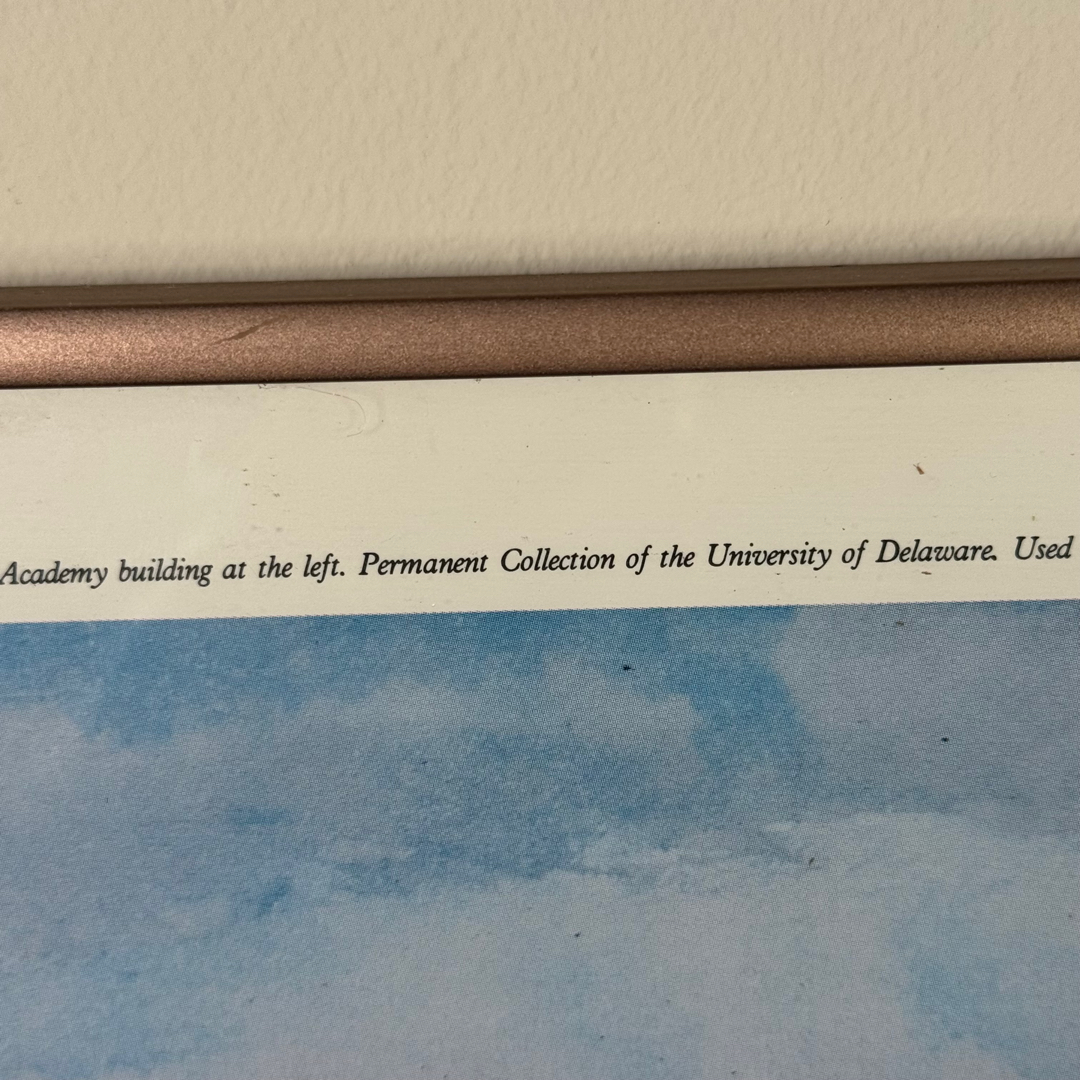 Academy building at the left. Permanent Collection of the University of Delaware. Used